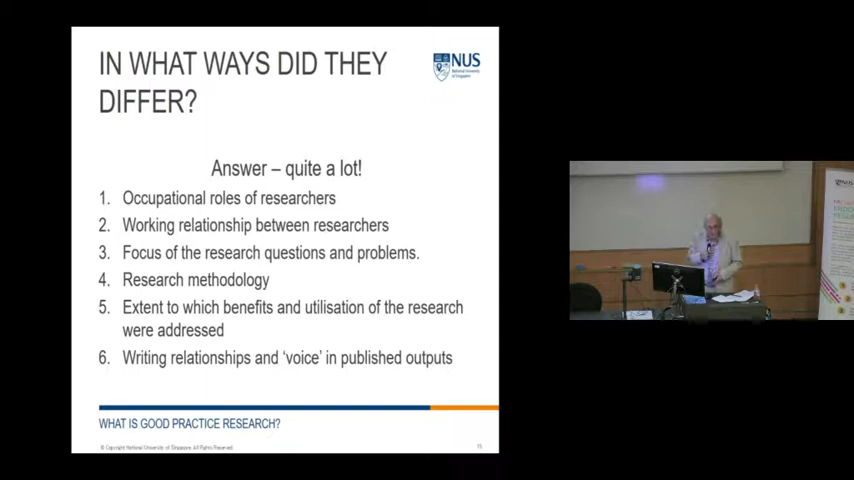 IN WHAT WAYS DID THEY
DIFFER?
NUS
National University
of Singapore
Answer – quite a lot!
1. Occupational roles of researchers
2. Working relationship between researchers
3. Focus of the research questions and problems.
4. Research methodology
5. Extent to which benefits and utilisation of the research
were addressed
6. Writing relationships and ‘voice’ in published outputs
WHAT IS GOOD PRACTICE RESEARCH?
© Copyright National University of Singapore. All Rights Reserved
NUS